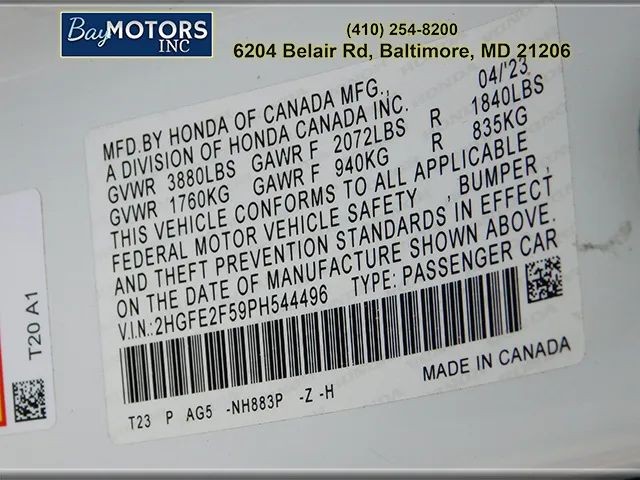 BayMOTORS
INC
(410) 254-8200
6204 Belair Rd, Baltimore, MD 21206
MFD.BY HONDA OF CANADA MFG., 04/'23
A DIVISION OF HONDA CANADA INC.
GVWR 3880LBS GAWR F 2072LBS R 1840LBS
GVWR 1760KG GAWR F 940KG R 835KG
THIS VEHICLE CONFORMS TO ALL APPLICABLE
FEDERAL MOTOR VEHICLE SAFETY , BUMPER ,
AND THEFT PREVENTION STANDARDS IN EFFECT
ON THE DATE OF MANUFACTURE SHOWN ABOVE.
V.I.N.:2HGFE2F59PH544496 TYPE: PASSENGER CAR
MADE IN CANADA
T23 P AG5 -NH883P -Z -H
T20 A1